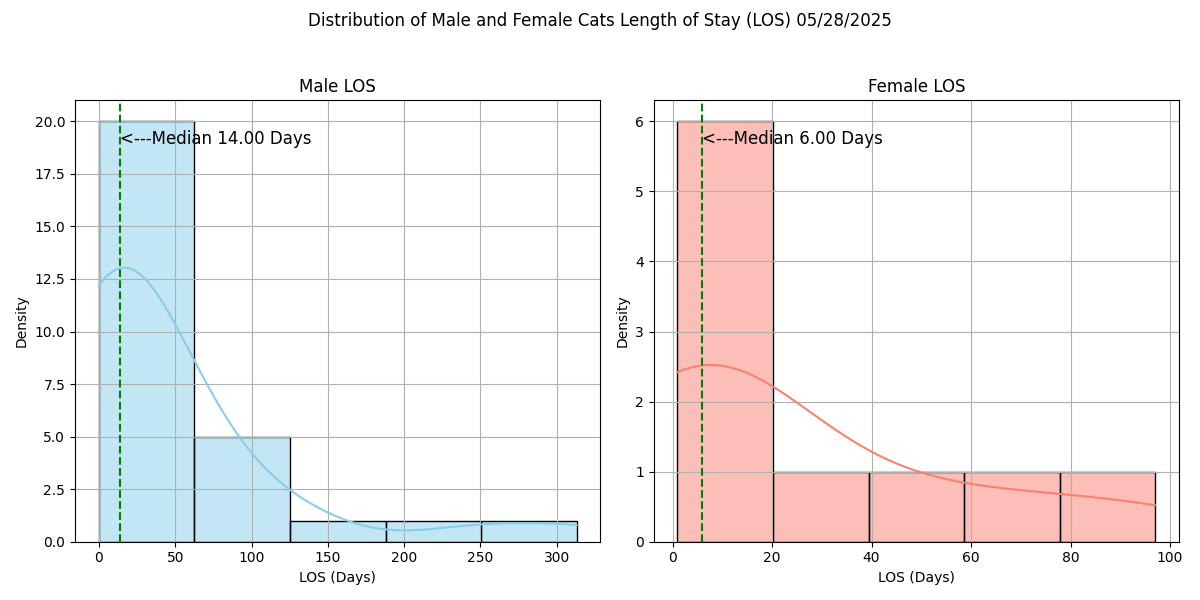 Distribution of Male and Female Cats Length of Stay (LOS) 05/28/2025
Male LOS
20.0
17.5
15.0
12.5
10.0
7.5
5.0
2.5
0.0
Density
<---Median 14.00 Days
0 50 100 150 200 250 300
LOS (Days)
Female LOS
6
5
4
3
2
1
0
Density
<---Median 6.00 Days
0 20 40 60 80 100
LOS (Days)